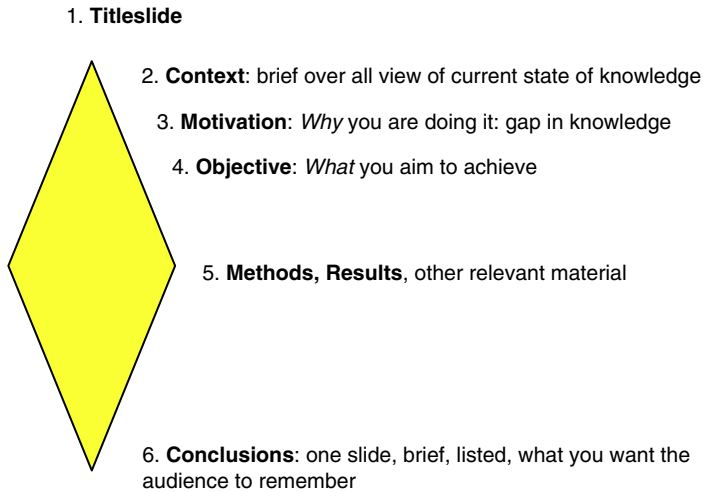 1. Titleslide
2. Context: brief over all view of current state of knowledge
3. Motivation: Why you are doing it: gap in knowledge
4. Objective: What you aim to achieve
5. Methods, Results, other relevant material
6. Conclusions: one slide, brief, listed, what you want the
audience to remember